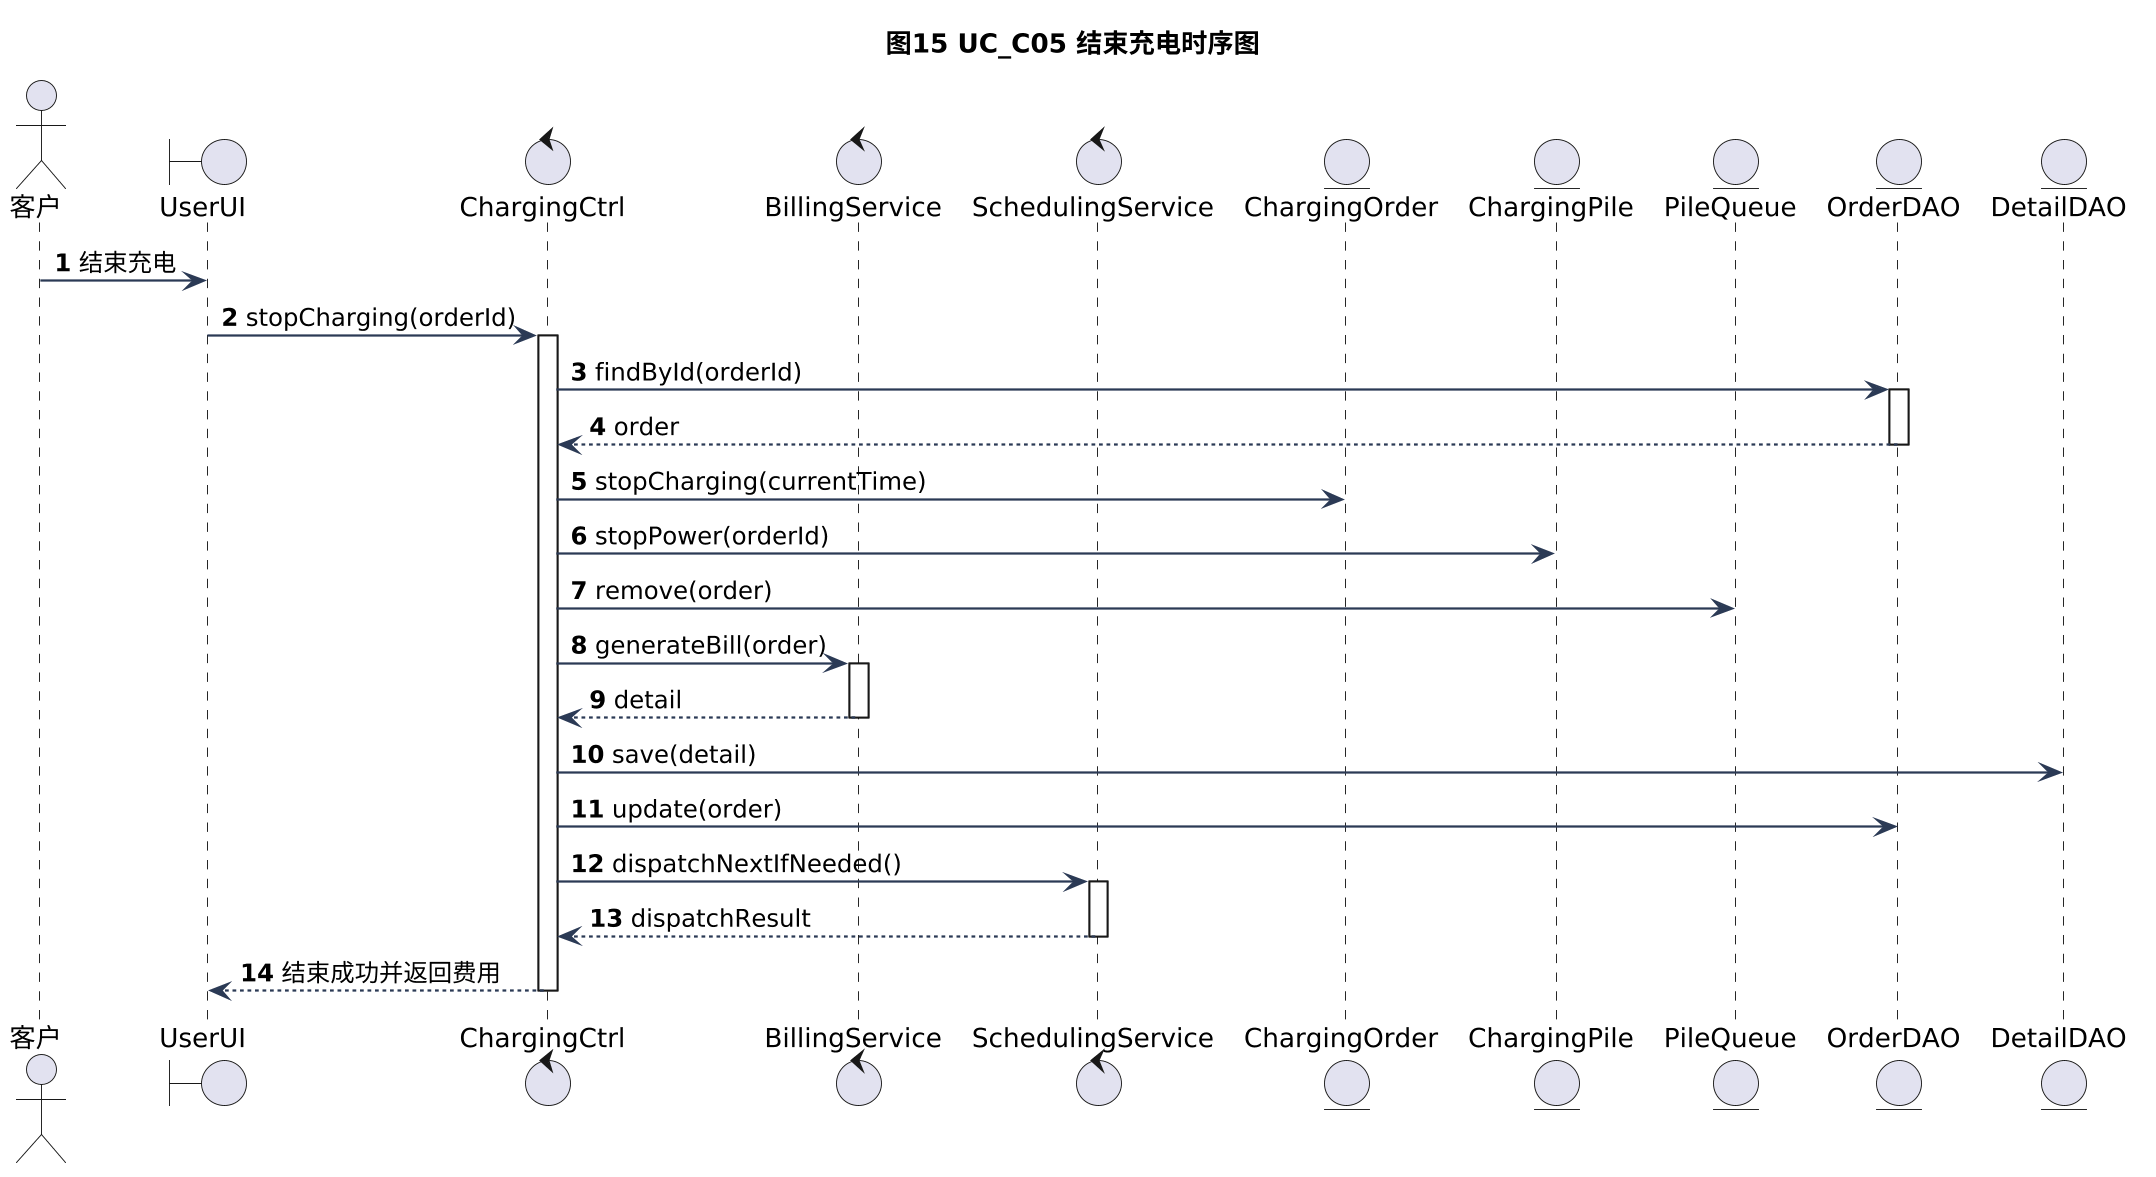 图15 UC_C05 结束充电时序图
客户 UserUI ChargingCtrl BillingService SchedulingService ChargingOrder ChargingPile PileQueue OrderDAO DetailDAO
1 结束充电
2 stopCharging(orderId)
3 findById(orderId)
4 order
5 stopCharging(currentTime)
6 stopPower(orderId)
7 remove(order)
8 generateBill(order)
9 detail
10 save(detail)
11 update(order)
12 dispatchNextIfNeeded()
13 dispatchResult
14 结束成功并返回费用
客户 UserUI ChargingCtrl BillingService SchedulingService ChargingOrder ChargingPile PileQueue OrderDAO DetailDAO